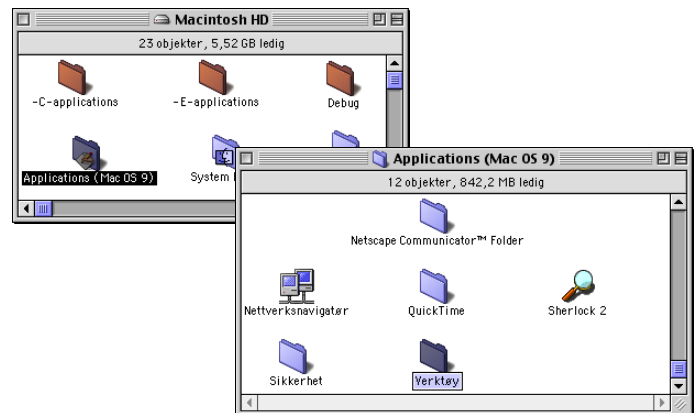 Macintosh HD
23 objekter, 5,52 GB ledig
-C-applications
-E-applications
Debug
Applications (Mac OS 9)
System
Applications (Mac OS 9)
12 objekter, 842,2 MB ledig
Netscape Communicator™ Folder
Nettverksnavigatør
QuickTime
Sherlock 2
Sikkerhet
Verktøy